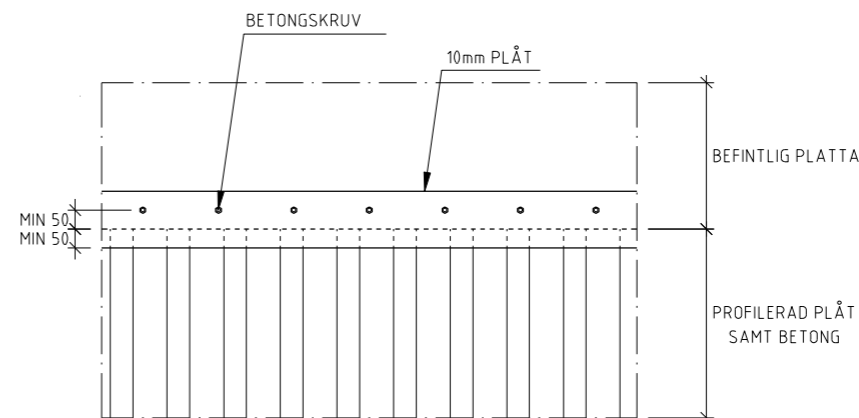 BETONGSKRUV
10mm PLÅT
BEFINTLIG PLATTA
MIN 50
MIN 50
PROFILERAD PLÅT
SAMT BETONG